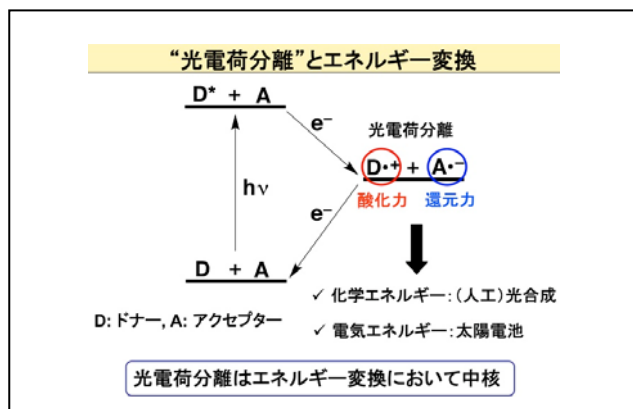 “光電荷分離”とエネルギー変換
D* + A
e−
光電荷分離
D·+ + A·−
酸化力 還元力
hν
e−
D + A
✓ 化学エネルギー:(人工)光合成
D: ドナー, A: アクセプター
✓ 電気エネルギー:太陽電池
光電荷分離はエネルギー変換において中核